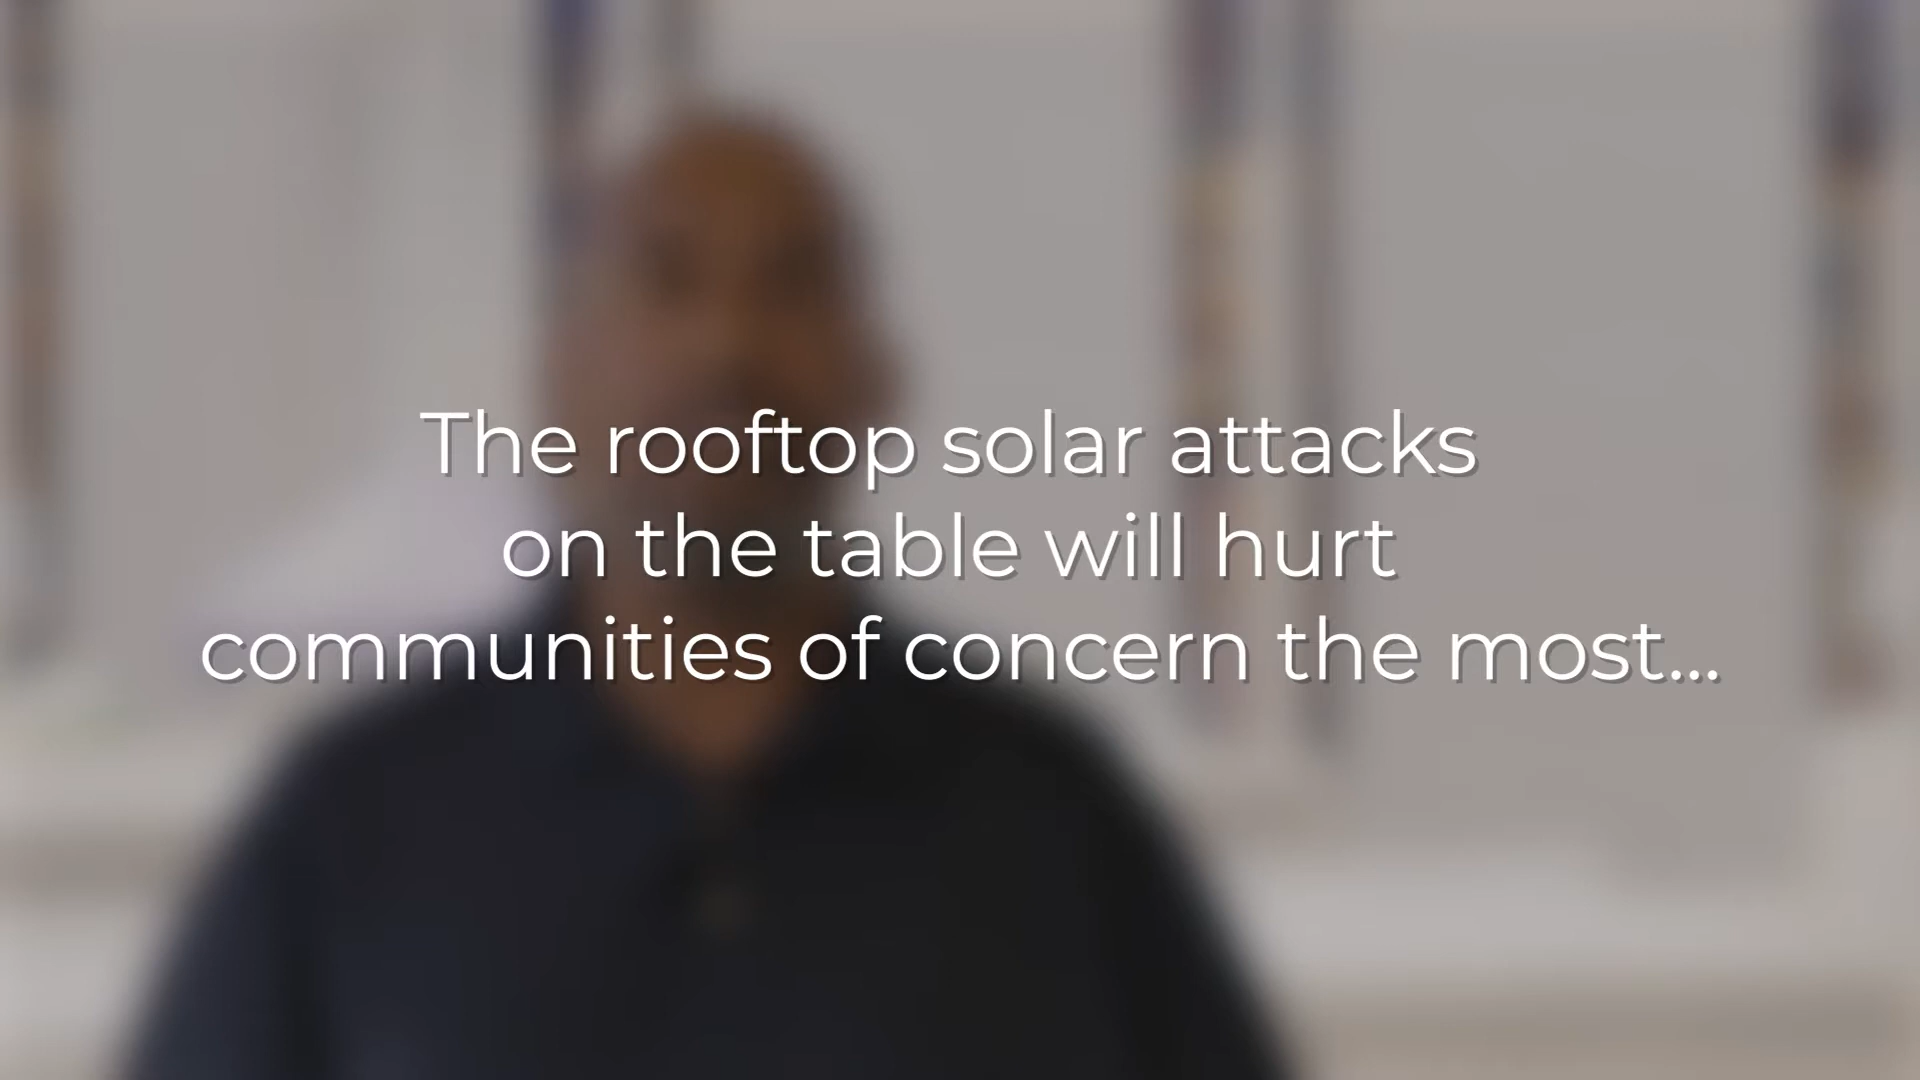 The rooftop solar attacks
on the table will hurt
communities of concern the most...